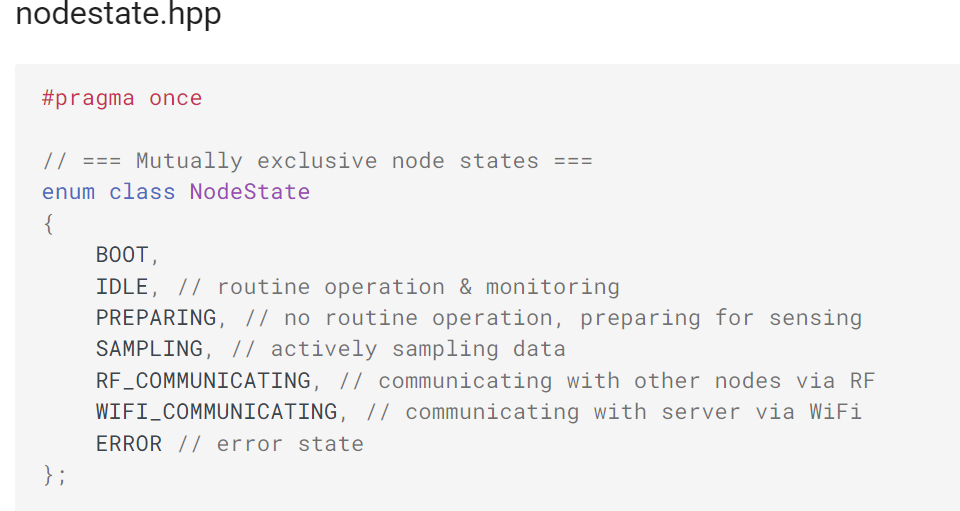 nodestate.hpp
#pragma once
// === Mutually exclusive node states ===
enum class NodeState
{
BOOT,
IDLE, // routine operation & monitoring
PREPARING, // no routine operation, preparing for sensing
SAMPLING, // actively sampling data
RF_COMMUNICATING, // communicating with other nodes via RF
WIFI_COMMUNICATING, // communicating with server via WiFi
ERROR // error state
};